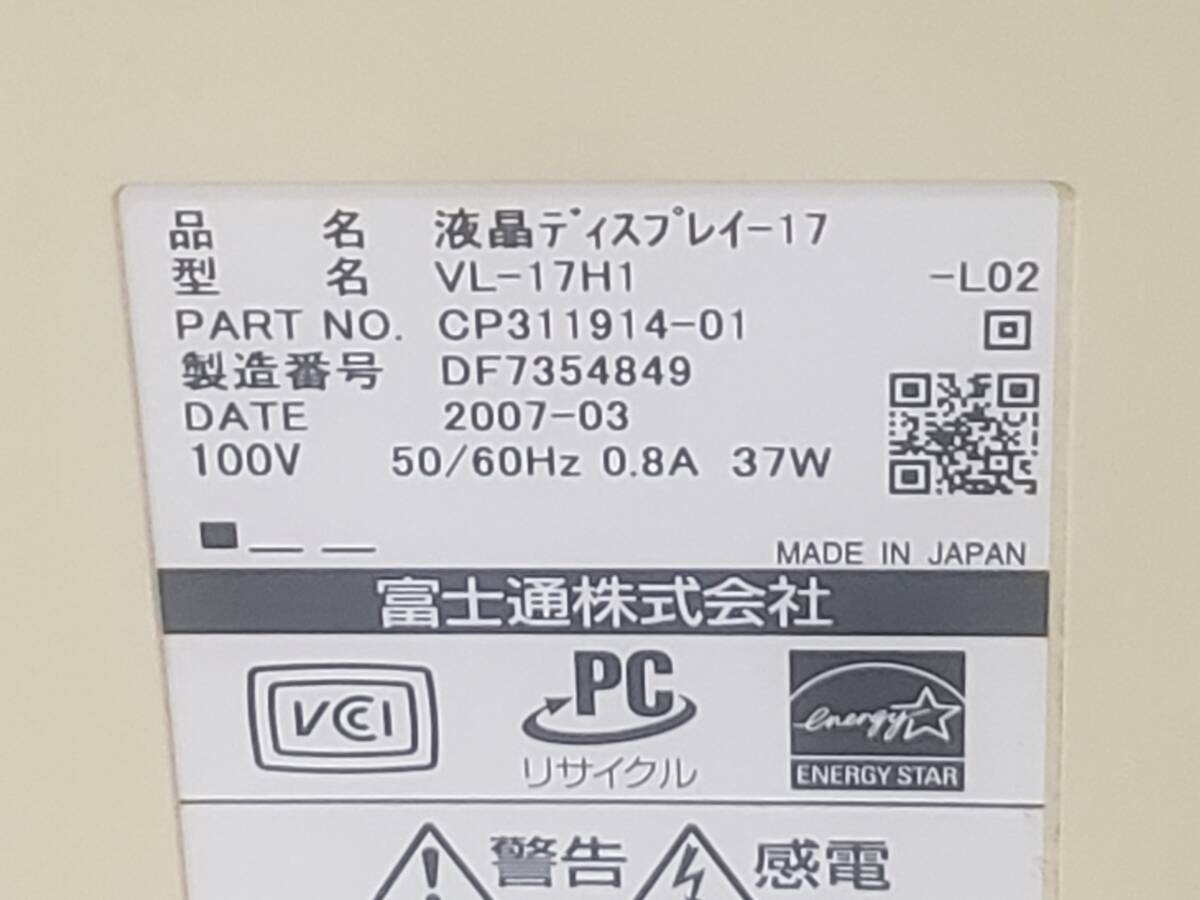 品 名 液晶ディスプレイ-17
型 名 VL-17H1 -L02
PART NO. CP311914-01
製造番号 DF7354849
DATE 2007-03
100V 50/60Hz 0.8A 37W
MADE IN JAPAN
富士通株式会社
VCCI
PC
リサイクル
energy
ENERGY STAR
警告 感電